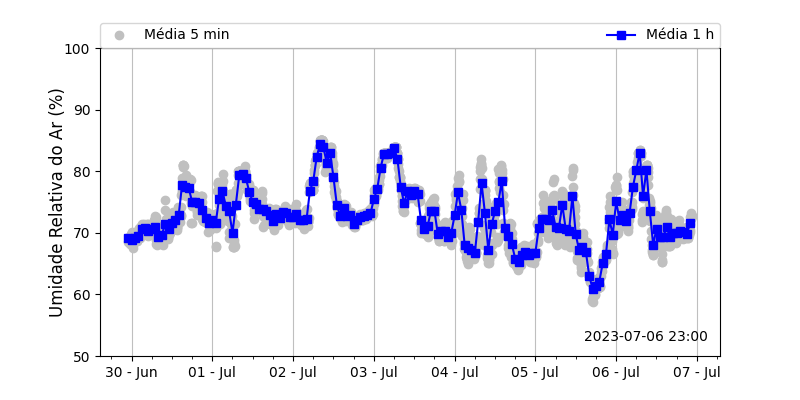 Média 5 min
Média 1 h
100
90
80
70
60
50
Umidade Relativa do Ar (%)
2023-07-06 23:00
30 - Jun
01 - Jul
02 - Jul
03 - Jul
04 - Jul
05 - Jul
06 - Jul
07 - Jul